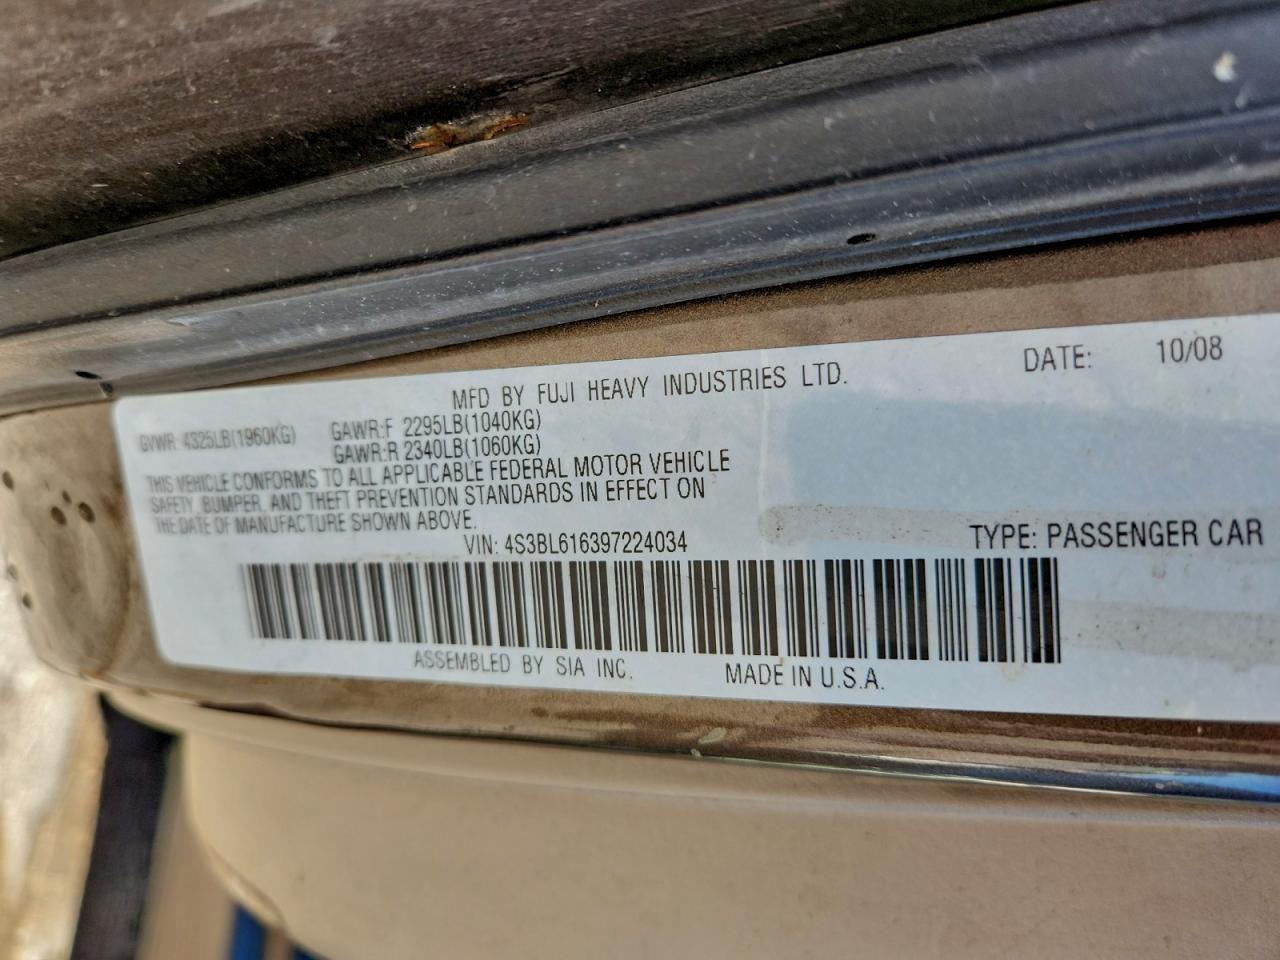 MFD BY FUJI HEAVY INDUSTRIES LTD. DATE: 10/08
GVWR: 4325LB(1960KG) GAWR:F 2295LB(1040KG)
GAWR:R 2340LB(1060KG)
THIS VEHICLE CONFORMS TO ALL APPLICABLE FEDERAL MOTOR VEHICLE
SAFETY, BUMPER, AND THEFT PREVENTION STANDARDS IN EFFECT ON
THE DATE OF MANUFACTURE SHOWN ABOVE.
VIN: 4S3BL616397224034 TYPE: PASSENGER CAR
ASSEMBLED BY SIA INC. MADE IN U.S.A.